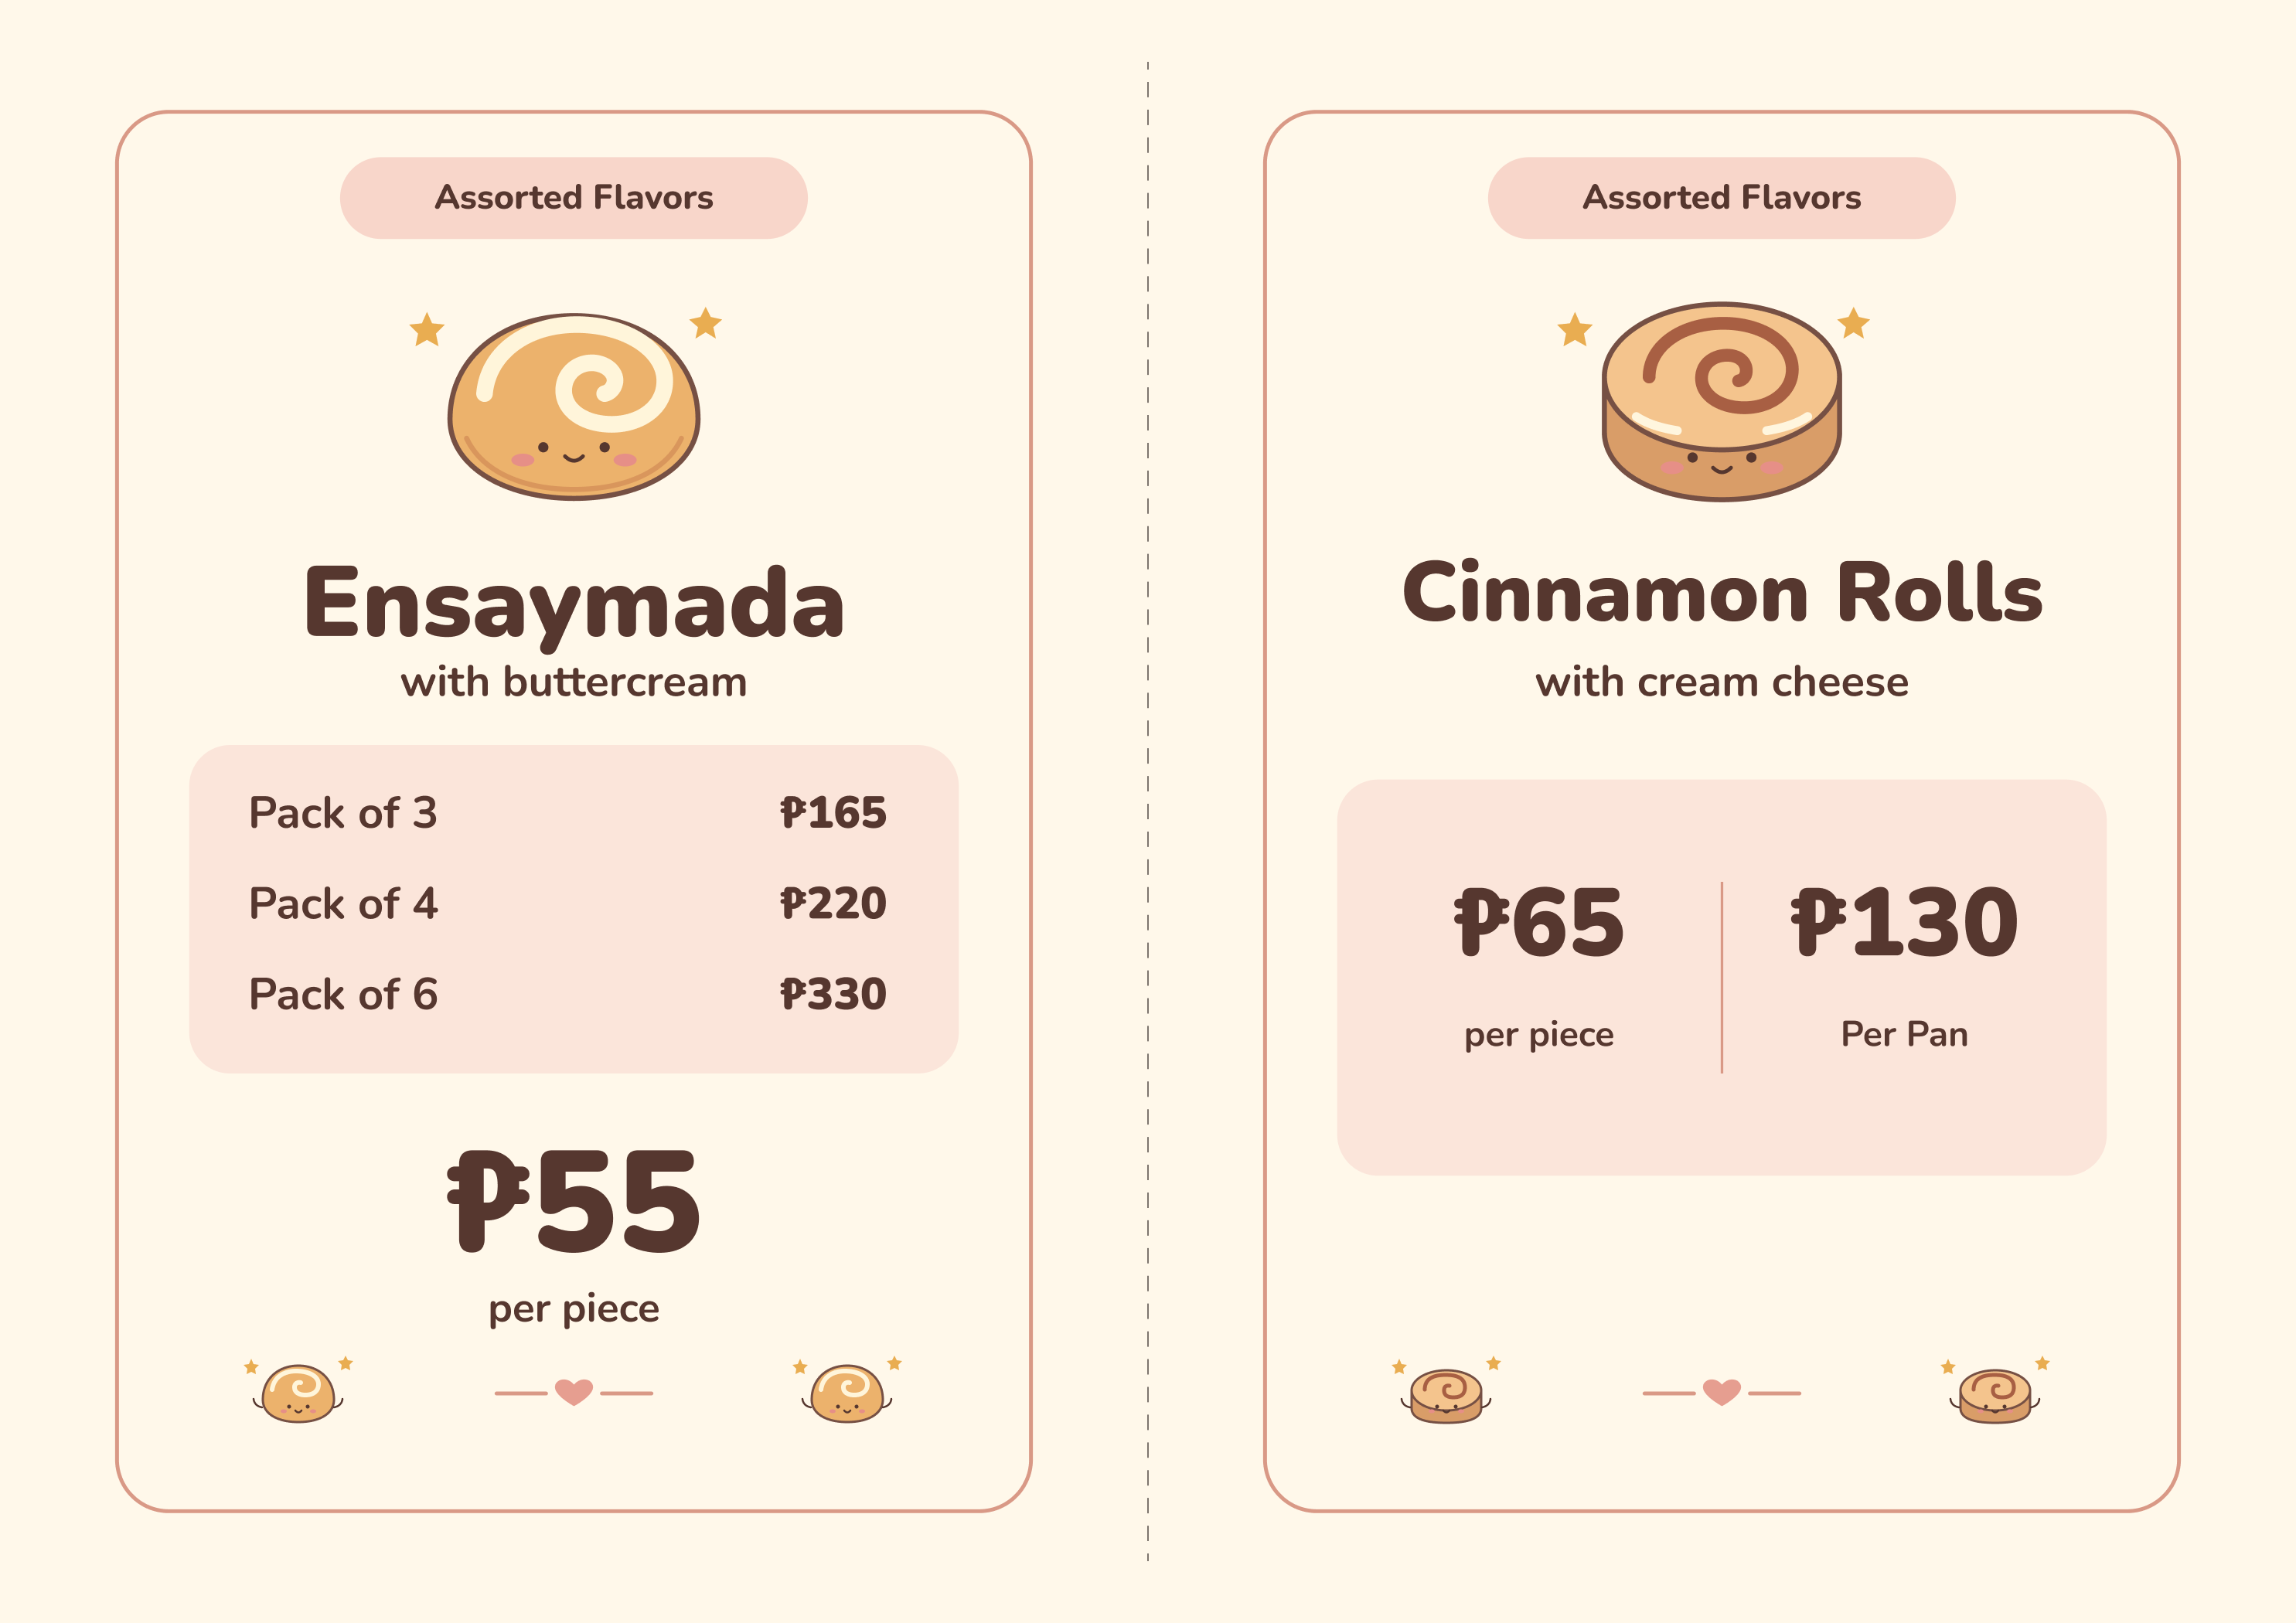 Assorted Flavors
Ensaymada
with buttercream
Pack of 3 ₱165
Pack of 4 ₱220
Pack of 6 ₱330
₱55
per piece
Assorted Flavors
Cinnamon Rolls
with cream cheese
₱65 ₱130
per piece Per Pan